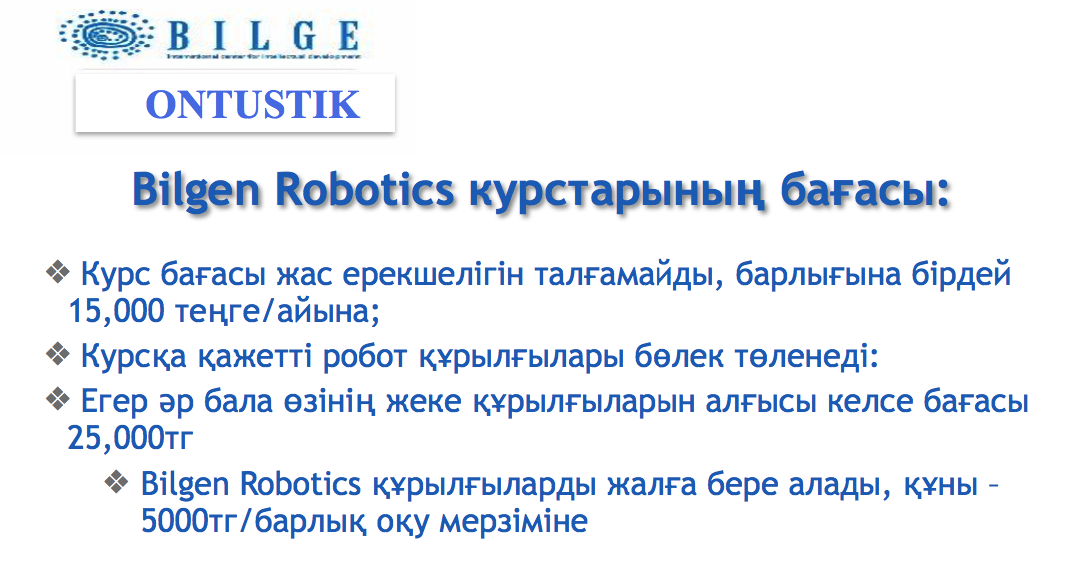 BILGE
International center for intellectual development
ONTUSTIK
Bilgen Robotics курстарының бағасы:
❖ Курс бағасы жас ерекшелігін талғамайды, барлығына бірдей
15,000 теңге/айына;
❖ Курсқа қажетті робот құрылғылары бөлек төленеді:
❖ Егер әр бала өзінің жеке құрылғыларын алғысы келсе бағасы
25,000тг
❖ Bilgen Robotics құрылғыларды жалға бере алады, құны –
5000тг/барлық оқу мерзіміне